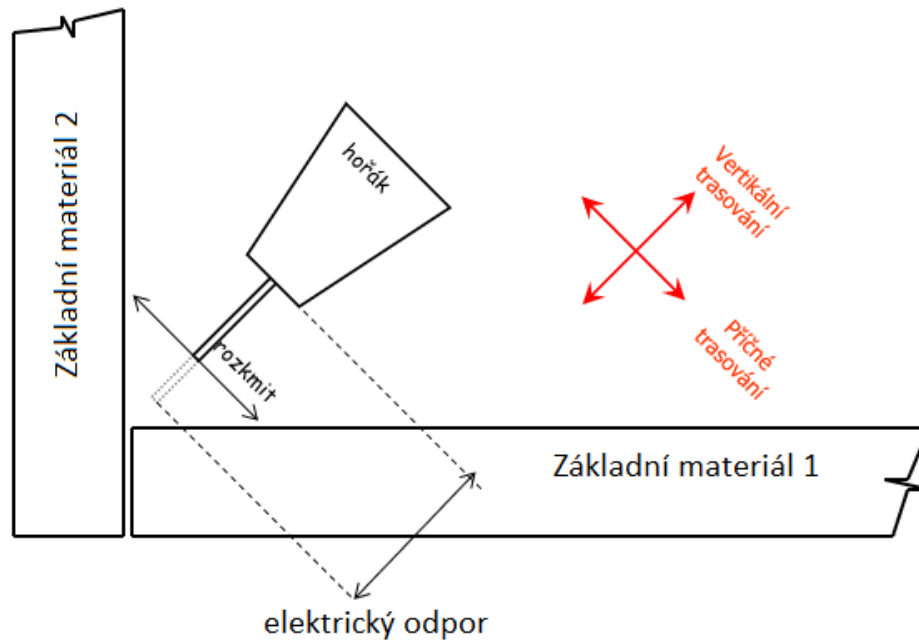 Základní materiál 2
hořák
rozkmit
Vertikální
trasování
Příčné
trasování
Základní materiál 1
elektrický odpor